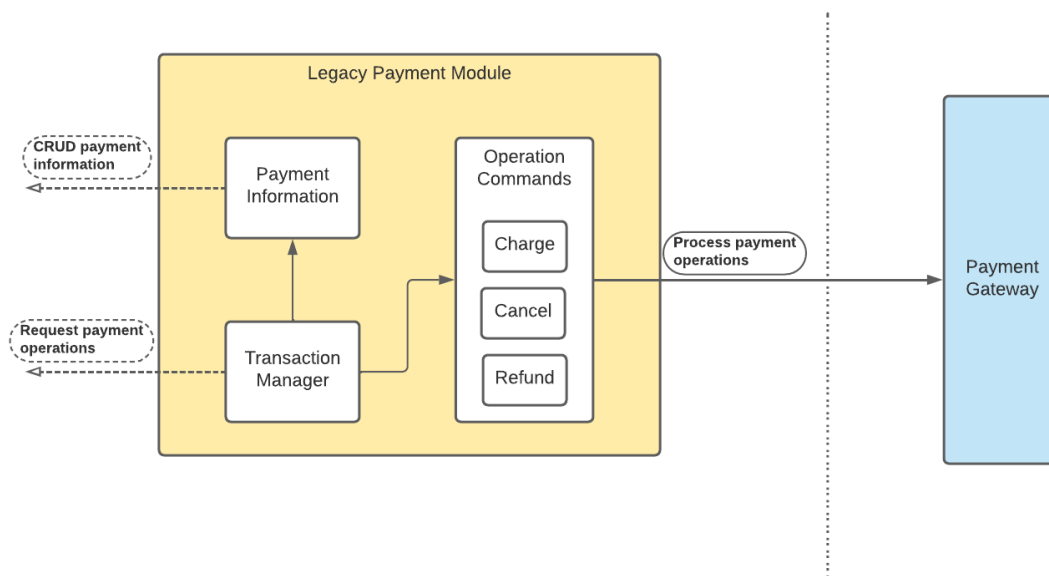 Legacy Payment Module
CRUD payment
information
Payment
Information
Operation
Commands
Charge
Cancel
Refund
Process payment
operations
Payment
Gateway
Request payment
operations
Transaction
Manager